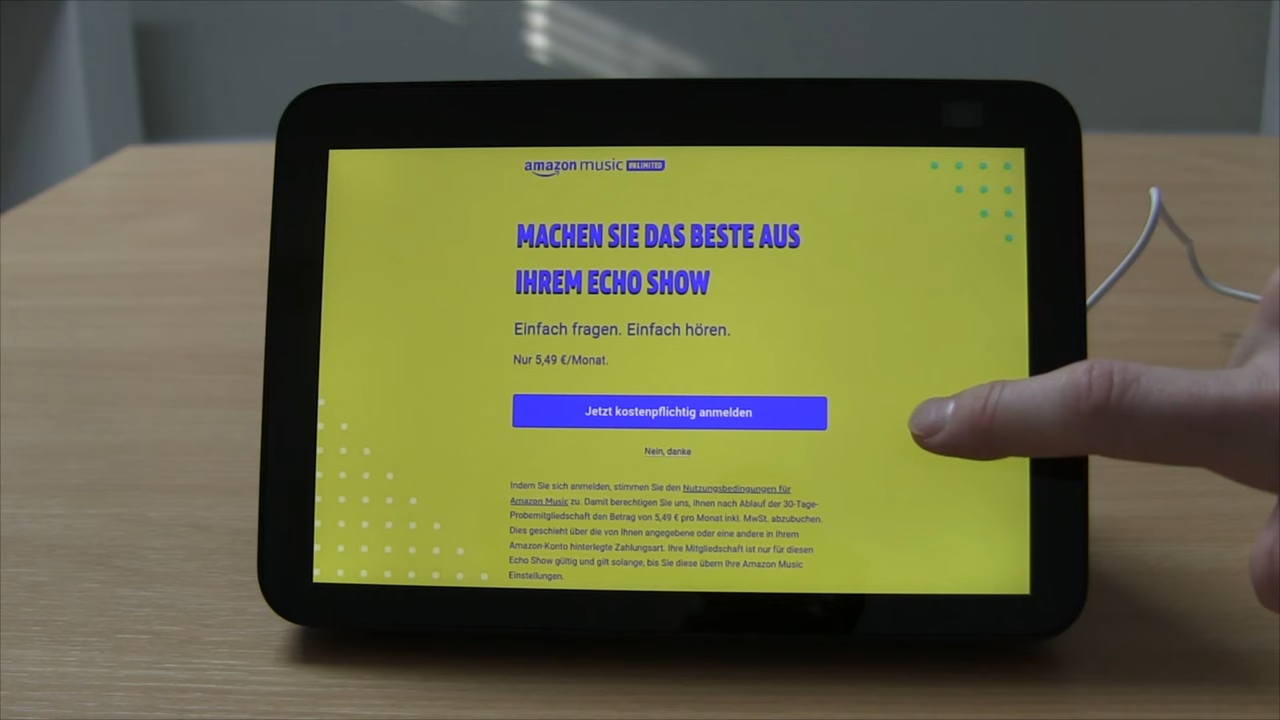 amazon music UNLIMITED
MACHEN SIE DAS BESTE AUS
IHREM ECHO SHOW
Einfach fragen. Einfach hören.
Nur 5,49 €/Monat.
Jetzt kostenpflichtig anmelden
Nein, danke
Indem Sie sich anmelden, stimmen Sie den Nutzungsbedingungen für
Amazon Music zu. Damit berechtigen Sie uns, Ihnen nach Ablauf der 30-Tage-
Probemitgliedschaft den Betrag von 5,49 € pro Monat inkl. MwSt. abzubuchen.
Dies geschieht über die von Ihnen angegebene oder eine andere in Ihrem
Amazon-Konto hinterlegte Zahlungsart. Ihre Mitgliedschaft ist nur für diesen
Echo Show gültig und gilt solange, bis Sie diese übern Ihre Amazon Music
Einstellungen.